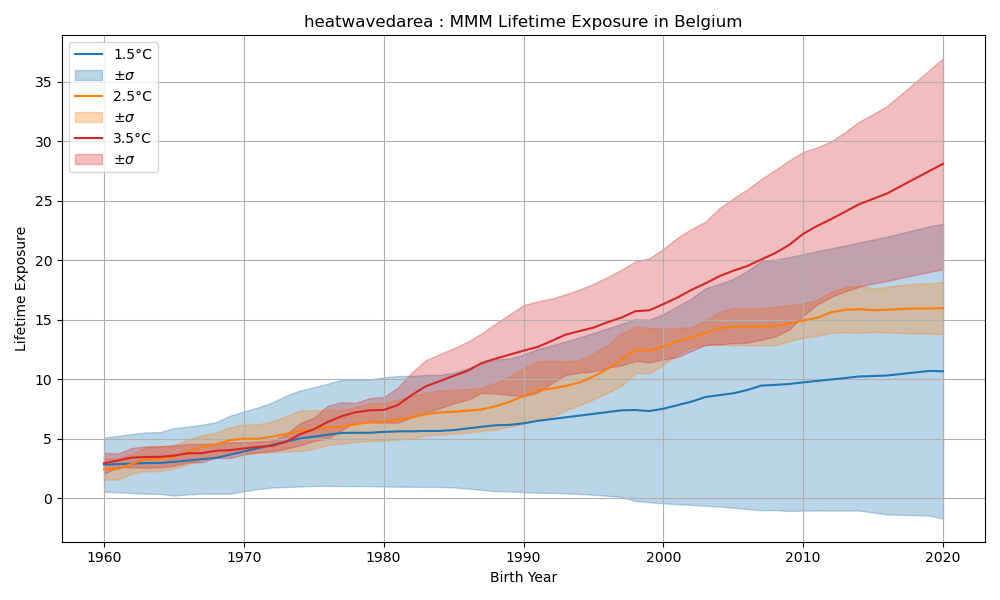 heatwavedarea : MMM Lifetime Exposure in Belgium
1.5°C
±σ
2.5°C
±σ
3.5°C
±σ
35
30
25
20
15
10
5
0
Lifetime Exposure
1960 1970 1980 1990 2000 2010 2020
Birth Year